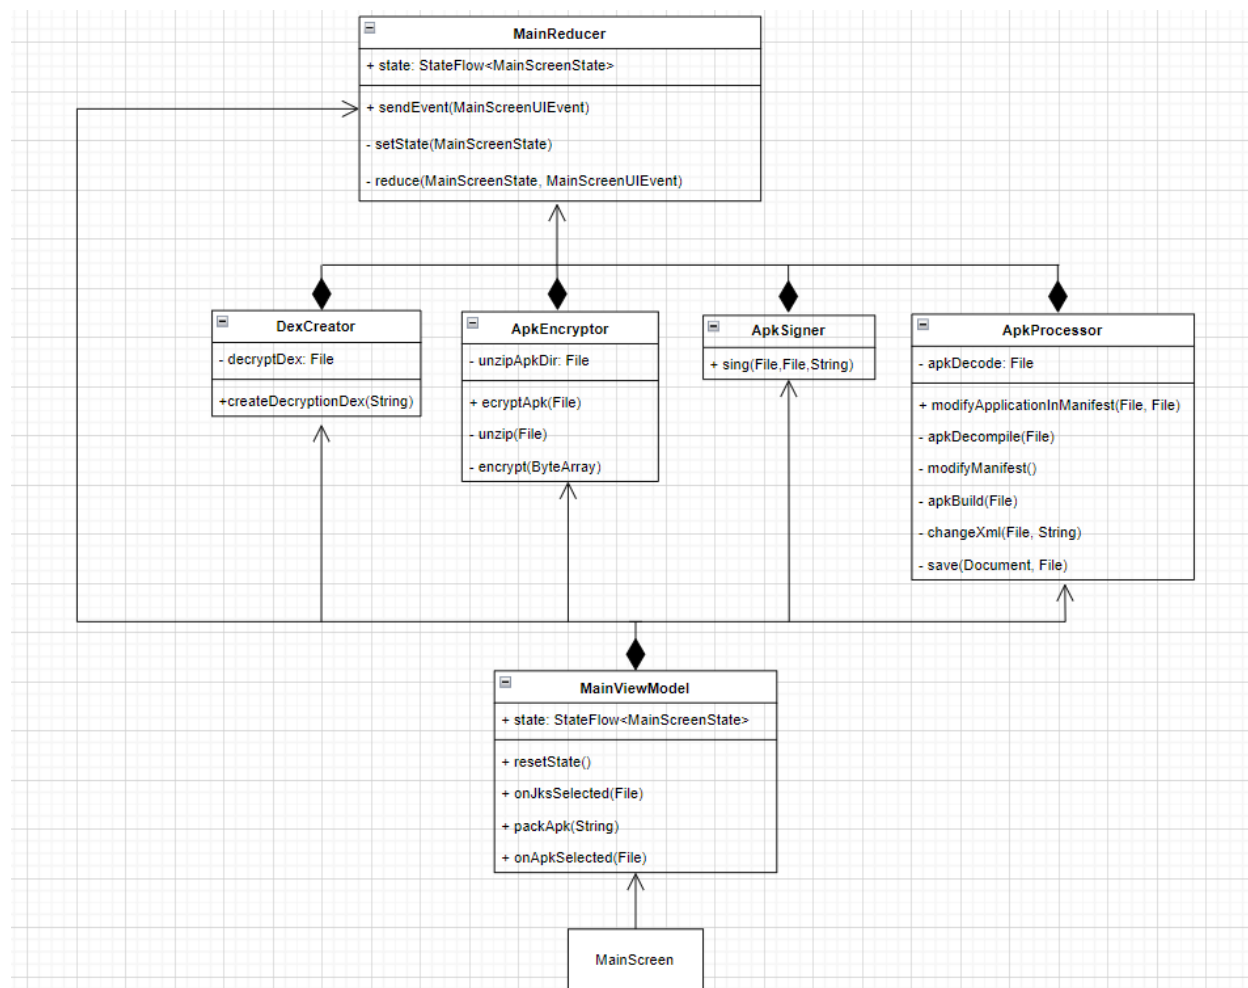 MainReducer
+ state: StateFlow<MainScreenState>
+ sendEvent(MainScreenUIEvent)
- setState(MainScreenState)
- reduce(MainScreenState, MainScreenUIEvent)
DexCreator
- decryptDex: File
+createDecryptionDex(String)
ApkEncryptor
- unzipApkDir: File
+ ecryptApk(File)
- unzip(File)
- encrypt(ByteArray)
ApkSigner
+ sing(File,File,String)
ApkProcessor
- apkDecode: File
+ modifyApplicationInManifest(File, File)
- apkDecompile(File)
- modifyManifest()
- apkBuild(File)
- changeXml(File, String)
- save(Document, File)
MainViewModel
+ state: StateFlow<MainScreenState>
+ resetState()
+ onJksSelected(File)
+ packApk(String)
+ onApkSelected(File)
MainScreen